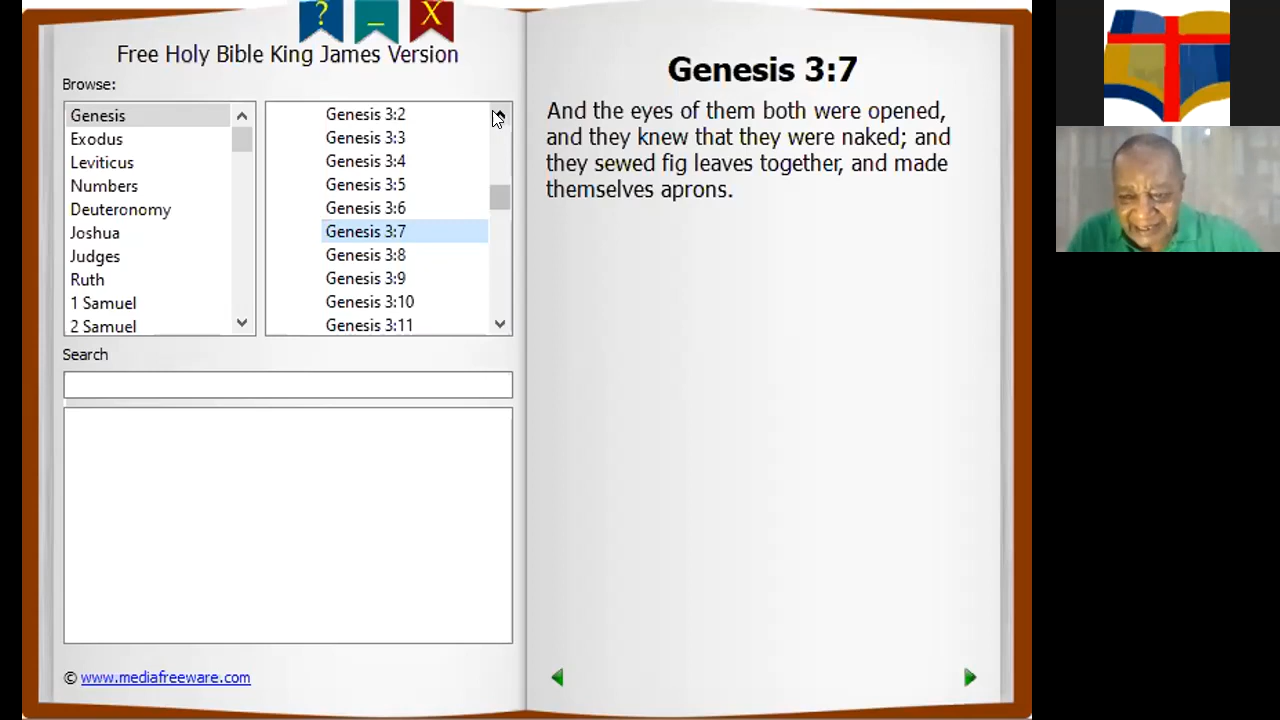 ? _ X
Free Holy Bible King James Version
Browse:
Genesis
Exodus
Leviticus
Numbers
Deuteronomy
Joshua
Judges
Ruth
1 Samuel
2 Samuel
Genesis 3:2
Genesis 3:3
Genesis 3:4
Genesis 3:5
Genesis 3:6
Genesis 3:7
Genesis 3:8
Genesis 3:9
Genesis 3:10
Genesis 3:11
Search
© www.mediafreeware.com
Genesis 3:7
And the eyes of them both were opened,
and they knew that they were naked; and
they sewed fig leaves together, and made
themselves aprons.